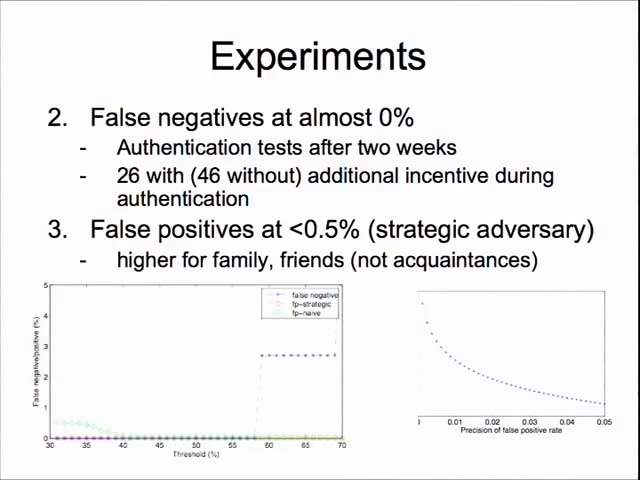 Experiments
2. False negatives at almost 0%
- Authentication tests after two weeks
- 26 with (46 without) additional incentive during
authentication
3. False positives at <0.5% (strategic adversary)
- higher for family, friends (not acquaintances)
5
4
3
2
1
0
False negative/positive (%)
false negative
fp-strategic
fp-naive
30 35 40 45 50 55 60 65 70
Threshold (%)
0.01 0.02 0.03 0.04 0.05
Precision of false positive rate